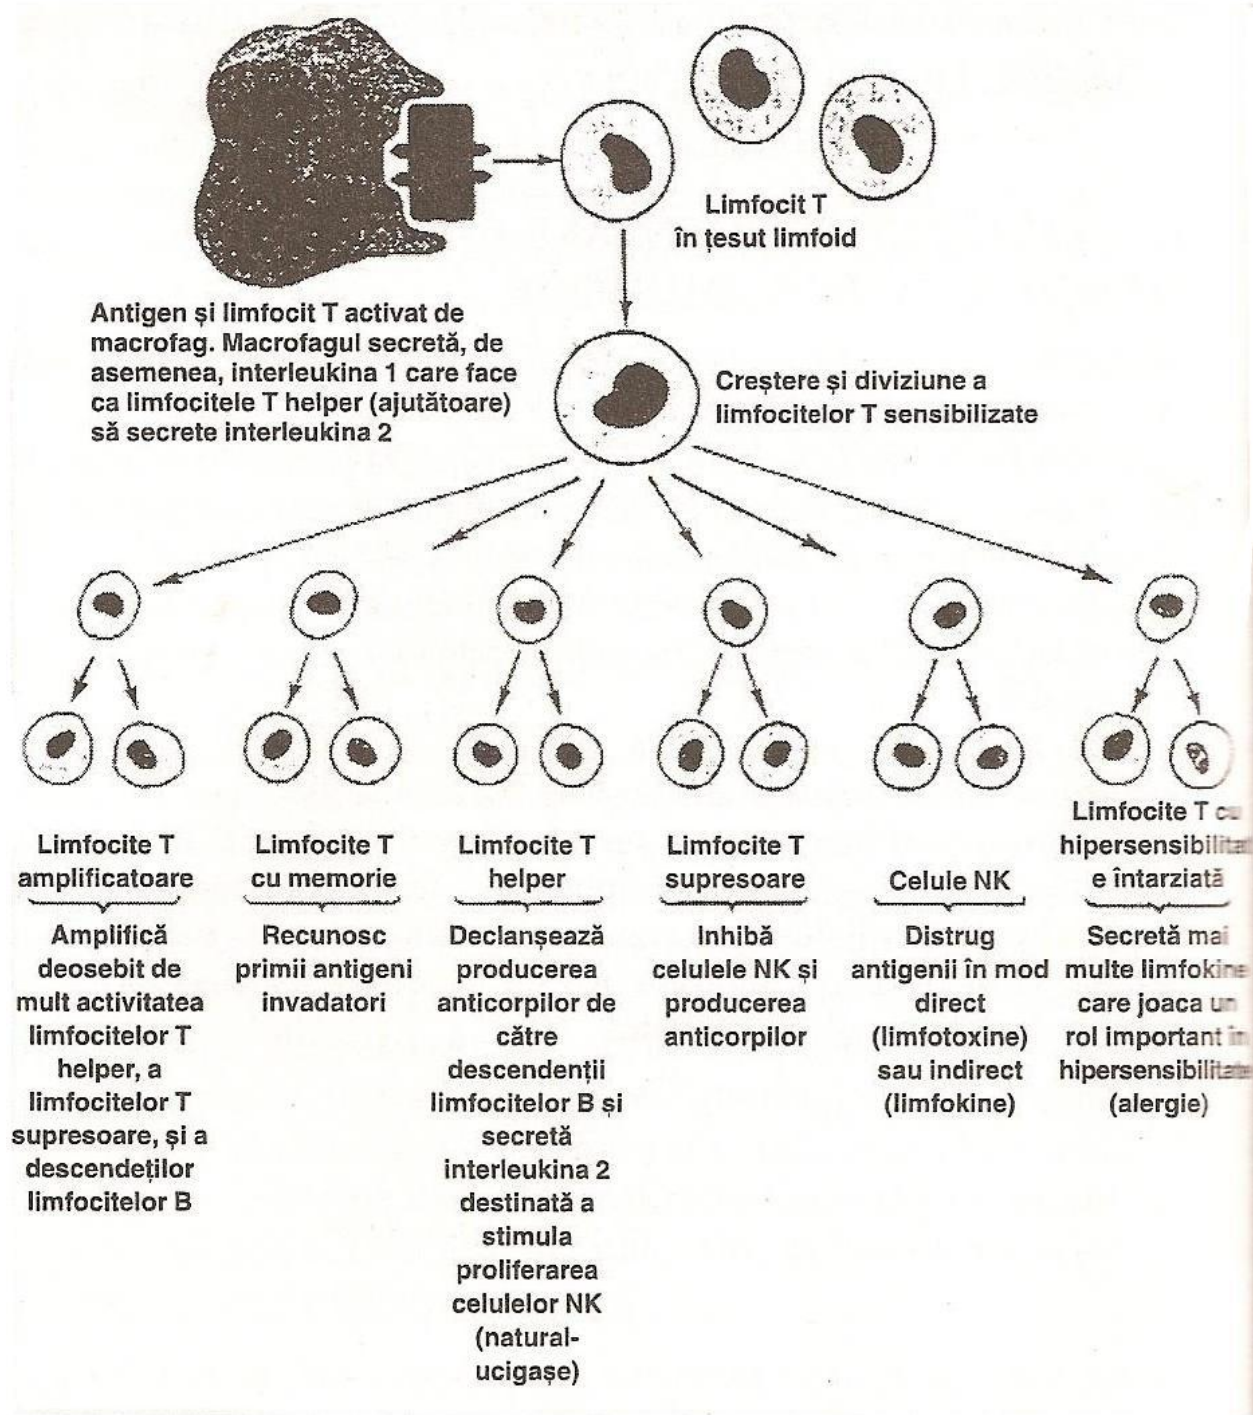 Limfocit T
în țesut limfoid
Antigen și limfocit T activat de
macrofag. Macrofagul secretă, de
asemenea, interleukina 1 care face
ca limfocitele T helper (ajutătoare)
să secrete interleukina 2
Creștere și diviziune a
limfocitelor T sensibilizate
Limfocite T
amplificatoare
Amplifică
deosebit de
mult activitatea
limfocitelor T
helper, a
limfocitelor T
supresoare, și a
descendeților
limfocitelor B
Limfocite T
cu memorie
Recunosc
primii antigeni
invadatori
Limfocite T
helper
Declanșează
producerea
anticorpilor de
către
descendenții
limfocitelor B și
secretă
interleukina 2
destinată a
stimula
proliferarea
celulelor NK
(natural-
ucigașe)
Limfocite T
supresoare
Inhibă
celulele NK și
producerea
anticorpilor
Celule NK
Distrug
antigenii în mod
direct
(limfotoxine)
sau indirect
(limfokine)
Limfocite T cu
hipersensibilitat
e întarziată
Secretă mai
multe limfokine
care joaca un
rol important în
hipersensibilitate
(alergie)